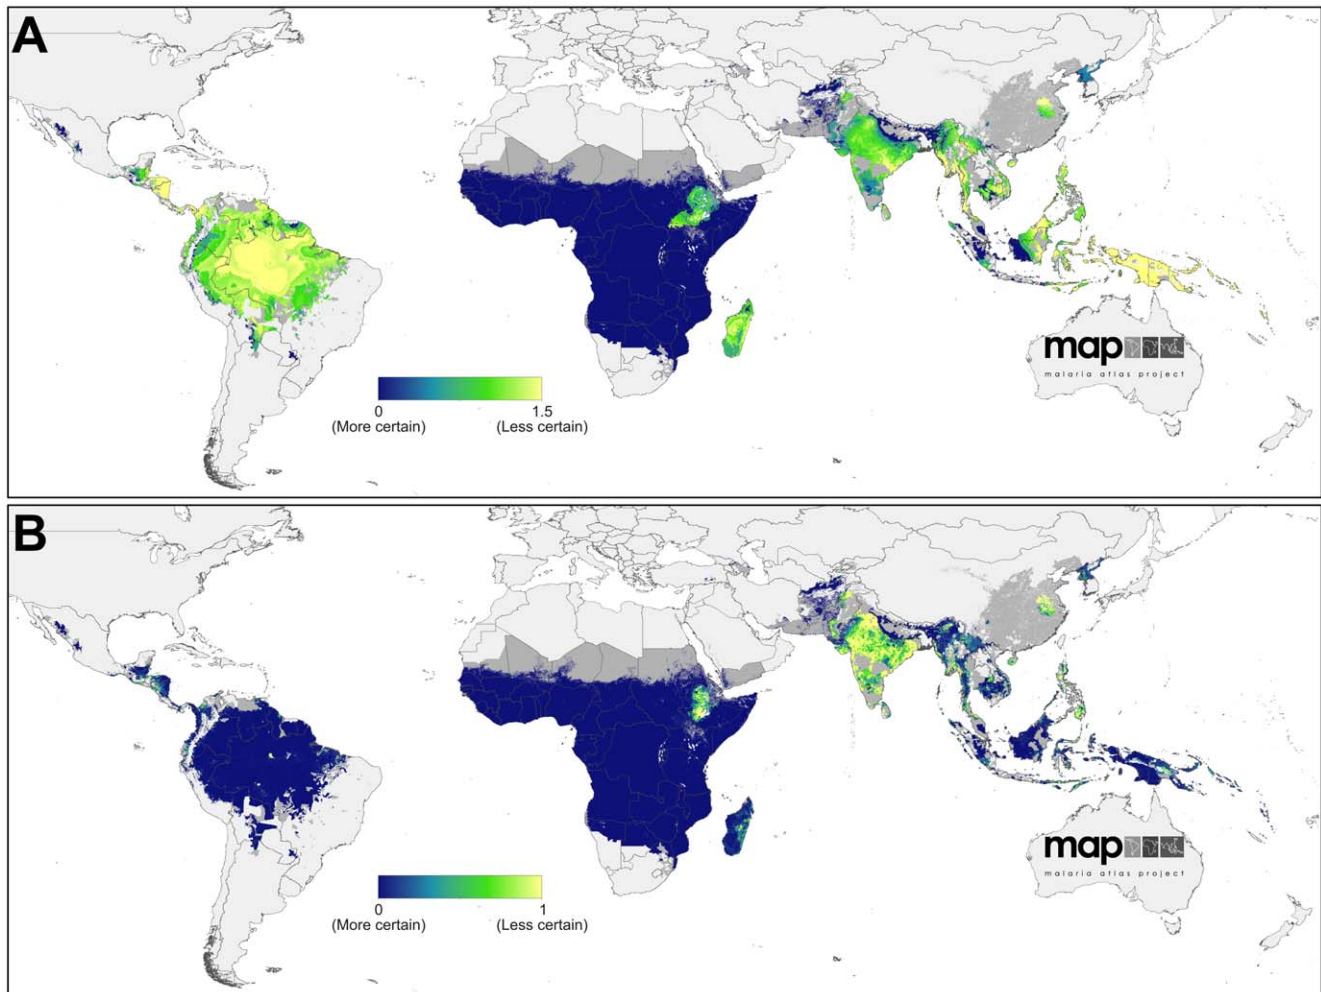 A
map
malaria atlas project
0 1.5
(More certain) (Less certain)
B
map
malaria atlas project
0 1
(More certain) (Less certain)